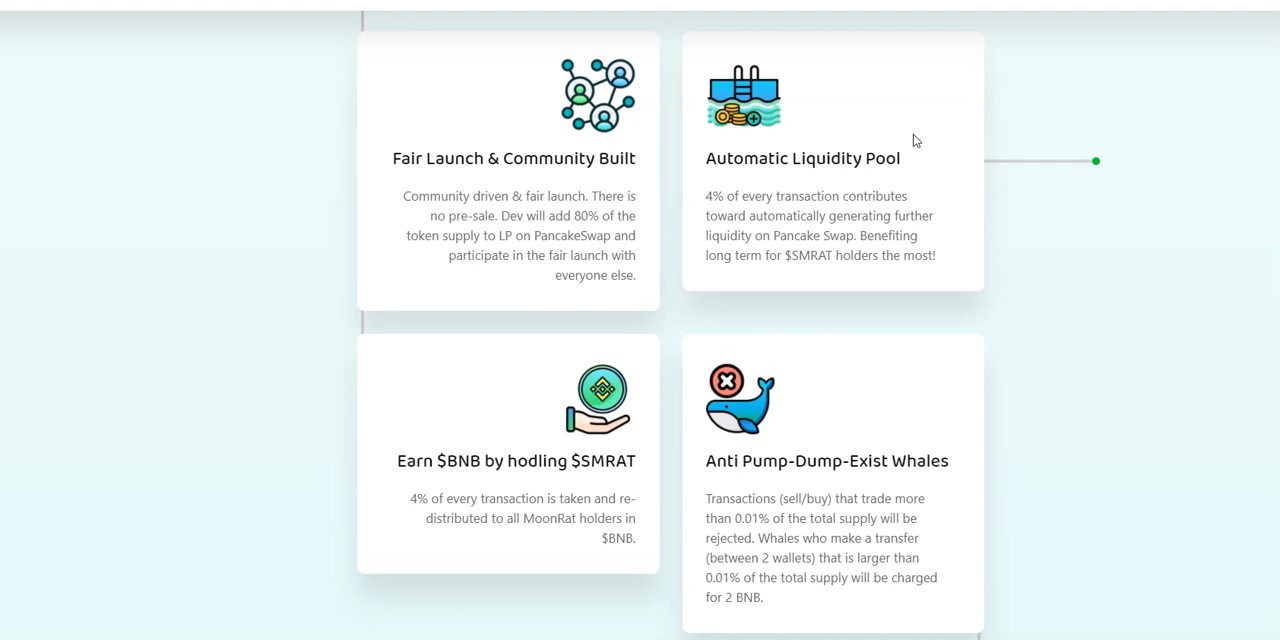 Fair Launch & Community Built
Community driven & fair launch. There is
no pre-sale. Dev will add 80% of the
token supply to LP on PancakeSwap and
participate in the fair launch with
everyone else.
Automatic Liquidity Pool
4% of every transaction contributes
toward automatically generating further
liquidity on Pancake Swap. Benefiting
long term for $SMRAT holders the most!
Earn $BNB by hodling $SMRAT
4% of every transaction is taken and re-
distributed to all MoonRat holders in
$BNB.
Anti Pump-Dump-Exist Whales
Transactions (sell/buy) that trade more
than 0.01% of the total supply will be
rejected. Whales who make a transfer
(between 2 wallets) that is larger than
0.01% of the total supply will be charged
for 2 BNB.